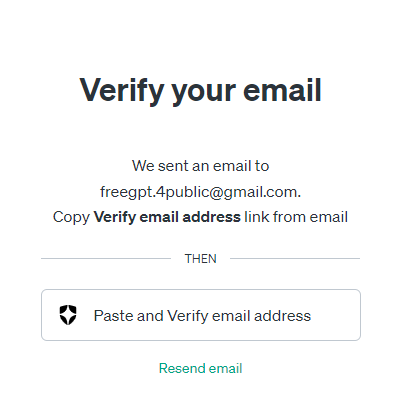 Verify your email
We sent an email to
freegpt.4public@gmail.com.
Copy Verify email address link from email
THEN
Paste and Verify email address
Resend email